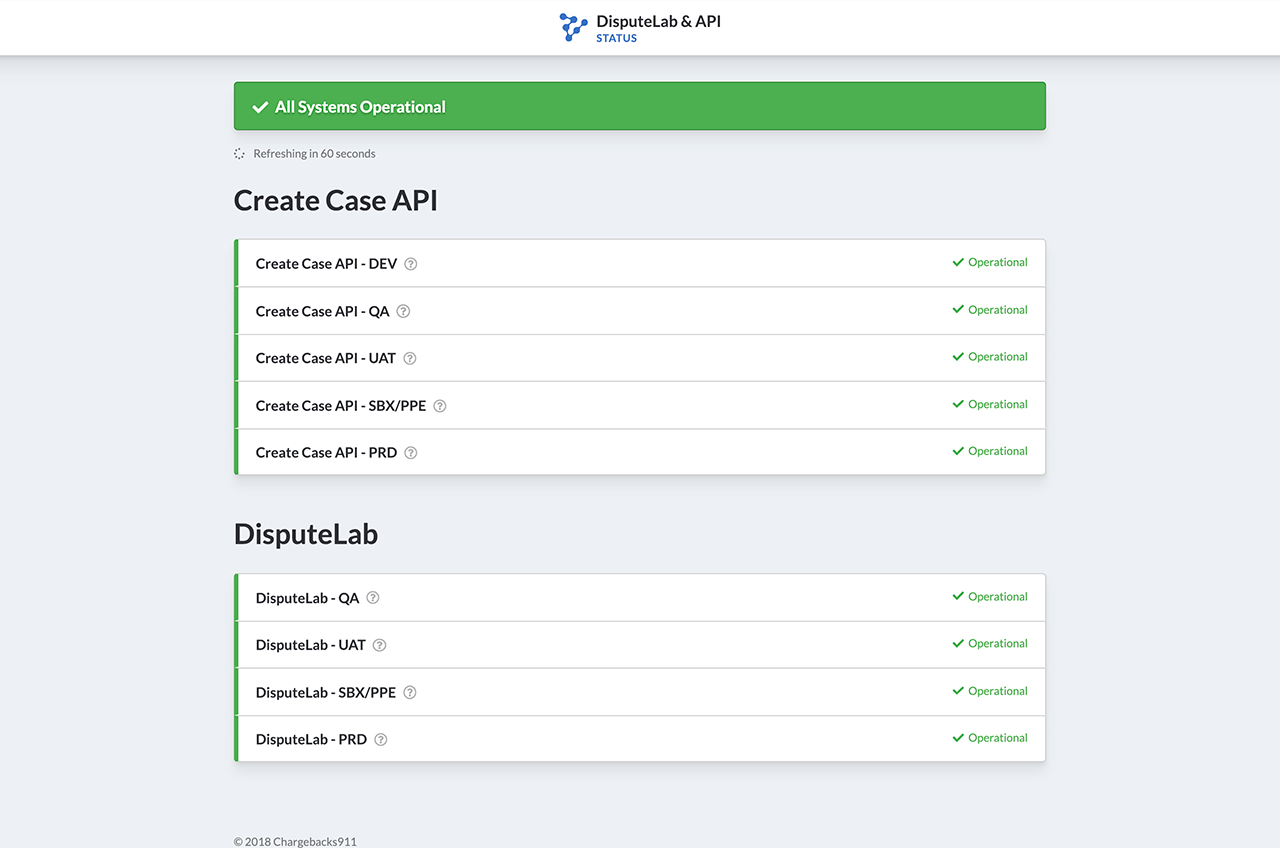 DisputeLab & API
STATUS
All Systems Operational
Refreshing in 60 seconds
Create Case API
Create Case API - DEV ? Operational
Create Case API - QA ? Operational
Create Case API - UAT ? Operational
Create Case API - SBX/PPE ? Operational
Create Case API - PRD ? Operational
DisputeLab
DisputeLab - QA ? Operational
DisputeLab - UAT ? Operational
DisputeLab - SBX/PPE ? Operational
DisputeLab - PRD ? Operational
© 2018 Chargebacks911